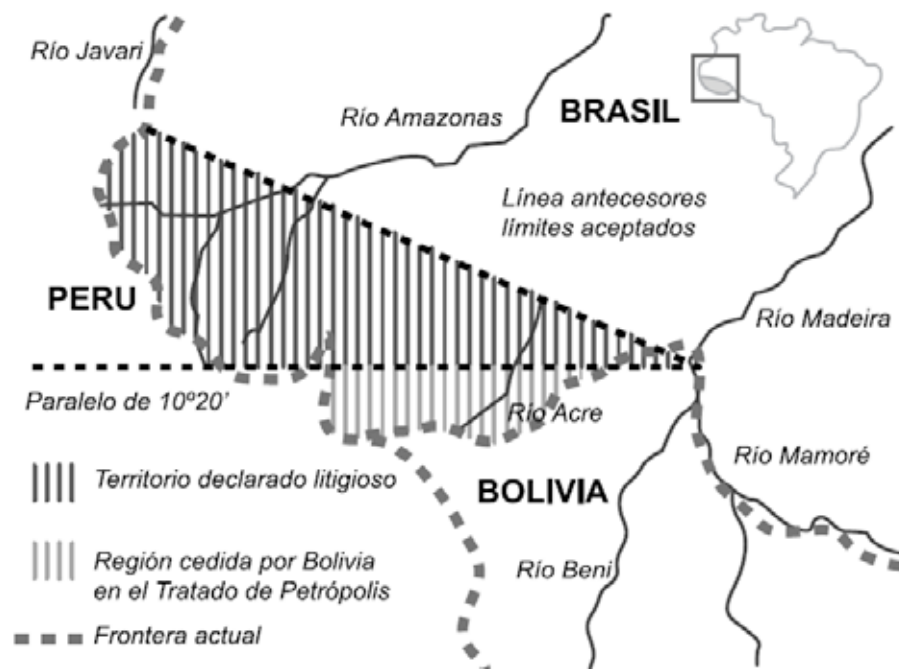 Río Javari
Río Amazonas
BRASIL
Línea antecesores
límites aceptados
PERU
Río Madeira
Paralelo de 10º20'
Río Acre
Río Mamoré
Territorio declarado litigioso
BOLIVIA
Región cedida por Bolivia
en el Tratado de Petrópolis
Río Beni
Frontera actual